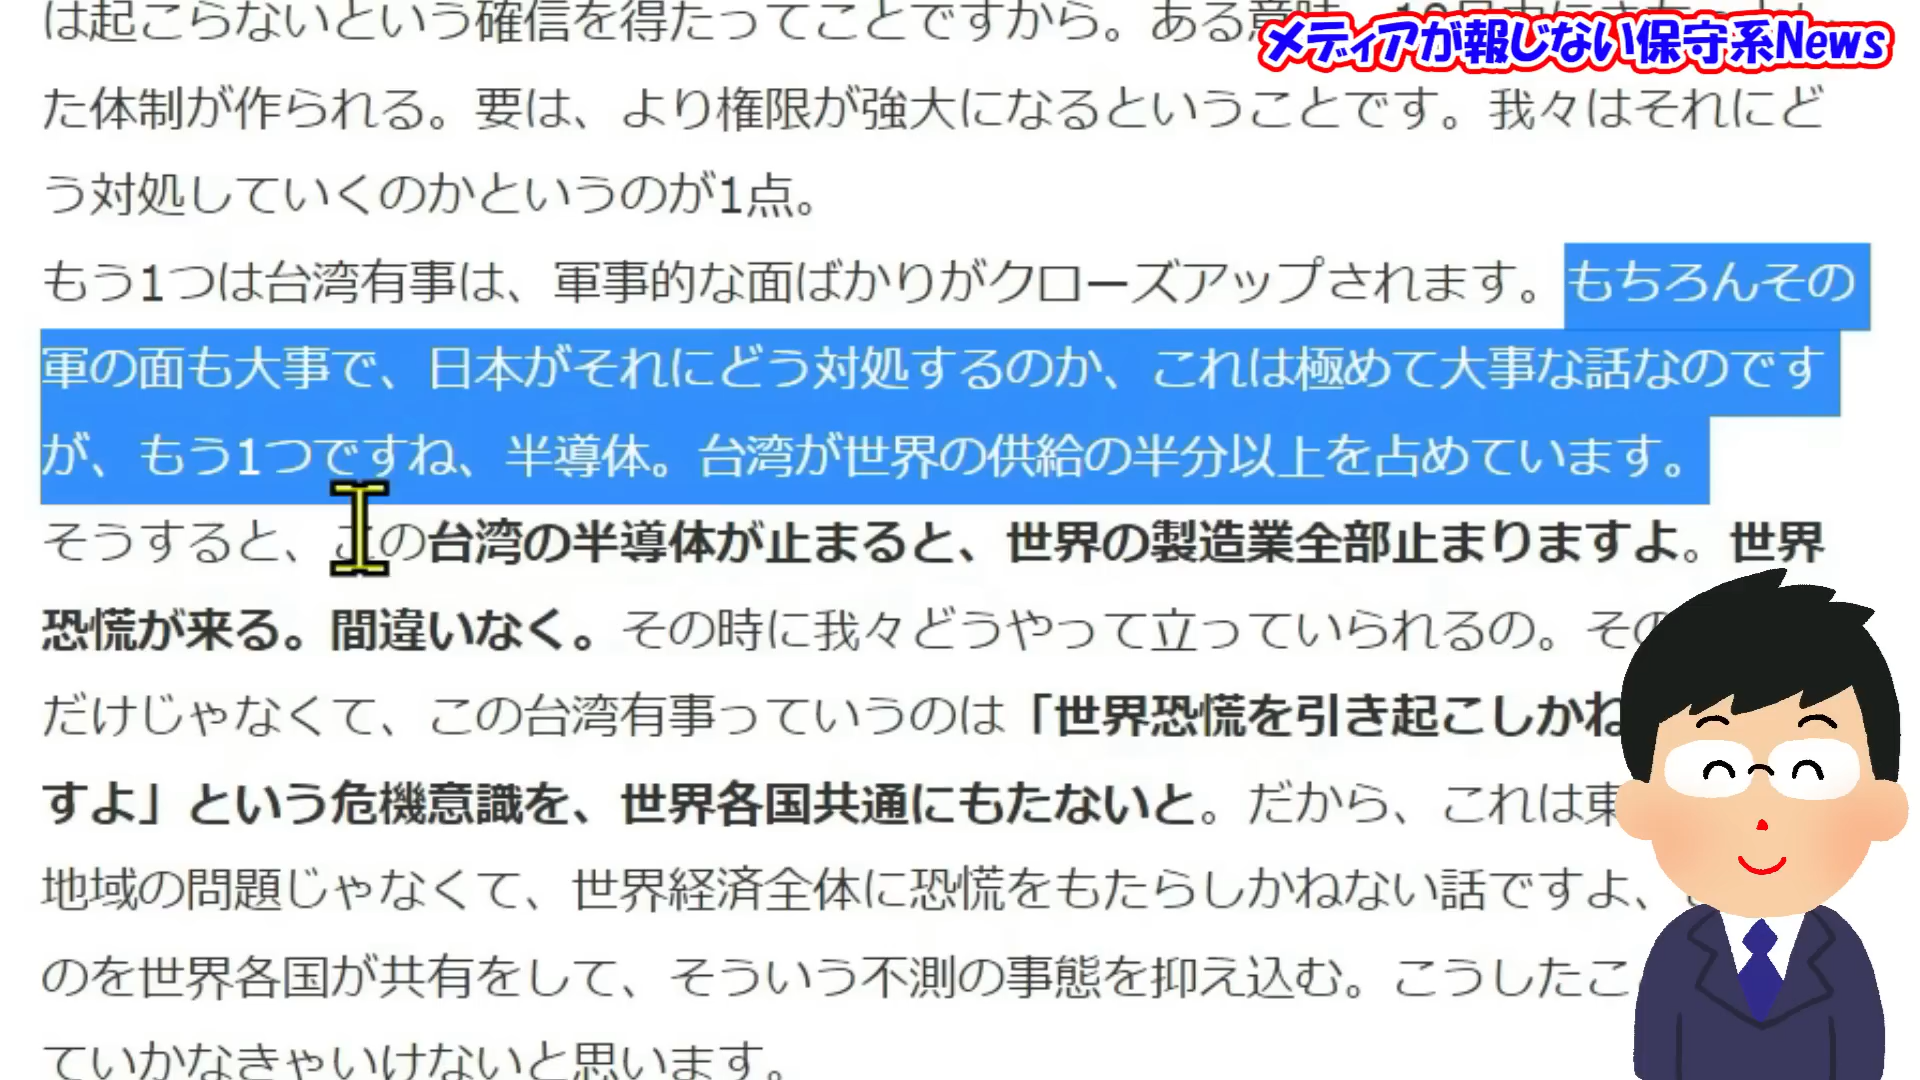 は起こらないという確信を得たってことですから。ある意味、10
メディアが報じない保守系News
た体制が作られる。要は、より権限が強大になるということです。我々はそれにど
う対処していくのかというのが1点。
もう1つは台湾有事は、軍事的な面ばかりがクローズアップされます。もちろんその
軍の面も大事で、日本がそれにどう対処するのか、これは極めて大事な話なのです
が、もう1つですね、半導体。台湾が世界の供給の半分以上を占めています。
そうすると、この台湾の半導体が止まると、世界の製造業全部止まりますよ。世界
恐慌が来る。間違いなく。その時に我々どうやって立っていられるの。その
だけじゃなくて、この台湾有事っていうのは「世界恐慌を引き起こしかね
すよ」という危機意識を、世界各国共通にもたないと。だから、これは東
地域の問題じゃなくて、世界経済全体に恐慌をもたらしかねない話ですよ、
のを世界各国が共有をして、そういう不測の事態を抑え込む。こうしたこ
ていかなきゃいけないと思います。